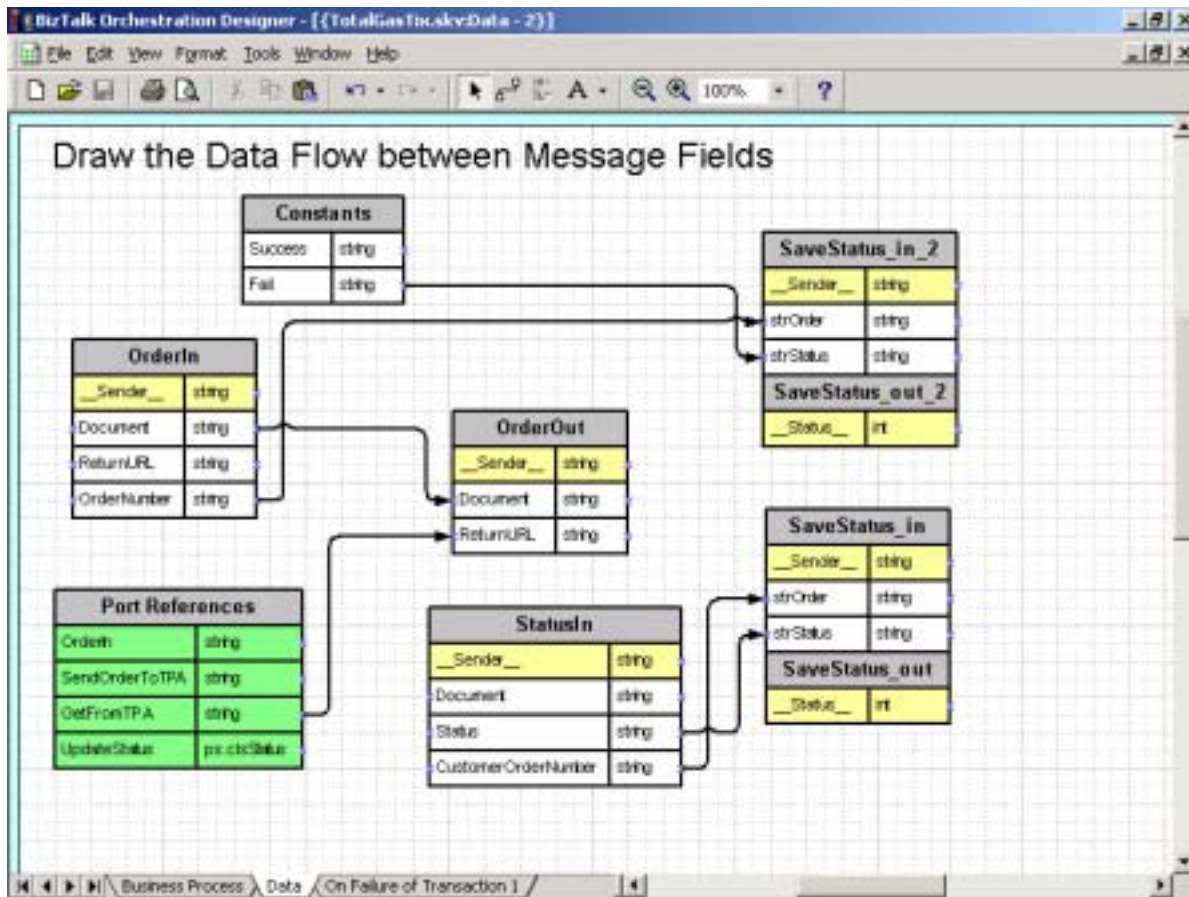 BizTalk Orchestration Designer - [{TotalGasTix.skv:Data - 2}]
File Edit View Format Tools Window Help
100%
Draw the Data Flow between Message Fields
Constants
Success string
Fail string
SaveStatus_in_2
__Sender__ string
strOrder string
strStatus string
SaveStatus_out_2
__Status__ int
OrderIn
__Sender__ string
Document string
ReturnURL string
OrderNumber string
OrderOut
__Sender__ string
Document string
ReturnURL string
SaveStatus_in
__Sender__ string
strOrder string
strStatus string
SaveStatus_out
__Status__ int
Port References
OrderIn string
SendOrderToTPA string
GetFromTPA string
UpdateStatus
StatusIn
__Sender__ string
Document string
Status string
CustomerOrderNumber string
Business Process Data On Failure of Transaction 1